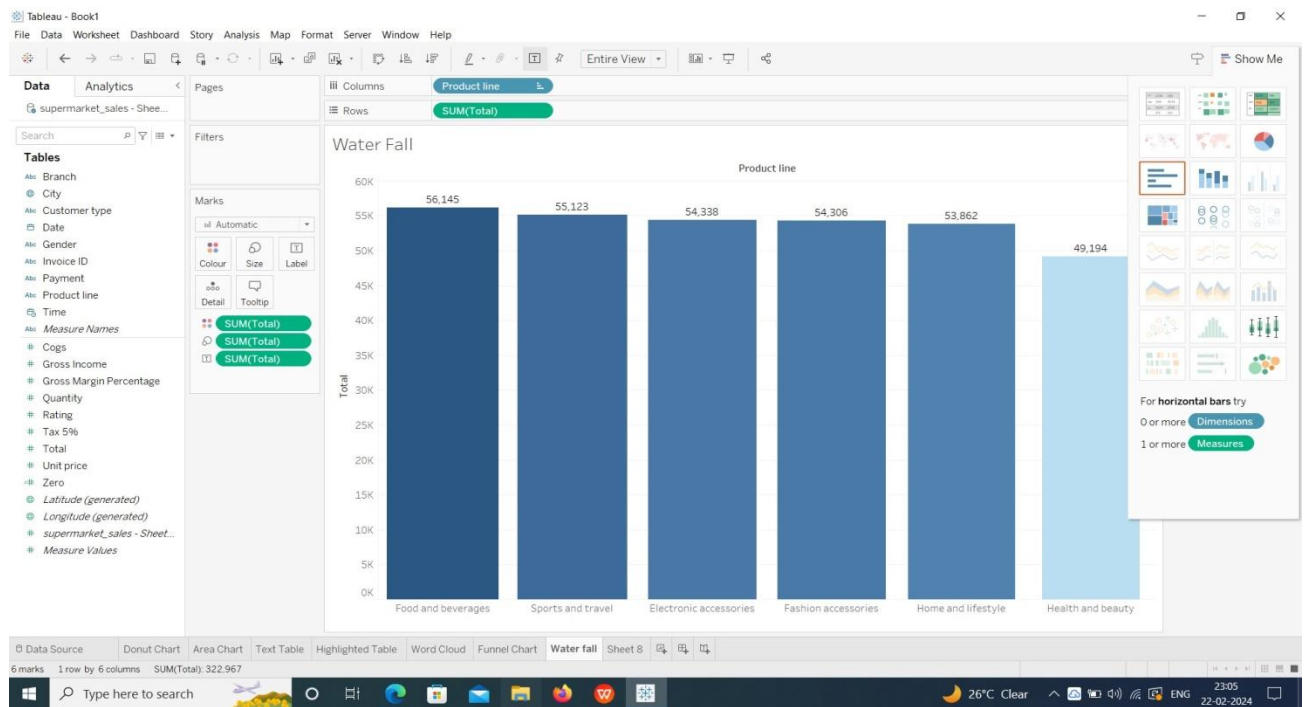 Tableau - Book1
File Data Worksheet Dashboard Story Analysis Map Format Server Window Help
Entire View
Show Me
Data
Analytics
supermarket_sales - Shee...
Search
Tables
Abc Branch
City
Abc Customer type
Date
Abc Gender
Abc Invoice ID
Abc Payment
Abc Product line
Time
Abc Measure Names
# Cogs
# Gross Income
# Gross Margin Percentage
# Quantity
# Rating
# Tax 5%
# Total
# Unit price
=# Zero
Latitude (generated)
Longitude (generated)
# supermarket_sales - Sheet...
# Measure Values
Pages
Filters
Marks
Automatic
Colour Size Label
Detail Tooltip
SUM(Total)
SUM(Total)
SUM(Total)
iii Columns Product line
Rows SUM(Total)
Water Fall
Product line
60K
55K
50K
45K
40K
35K
30K
25K
20K
15K
10K
5K
0K
Total
56,145
55,123
54,338
54,306
53,862
49,194
Food and beverages
Sports and travel
Electronic accessories
Fashion accessories
Home and lifestyle
Health and beauty
For horizontal bars try
0 or more Dimensions
1 or more Measures
Data Source Donut Chart Area Chart Text Table Highlighted Table Word Cloud Funnel Chart Water fall Sheet 8
6 marks 1 row by 6 columns SUM(Total): 322,967
Type here to search
26°C Clear
ENG
23:05
22-02-2024